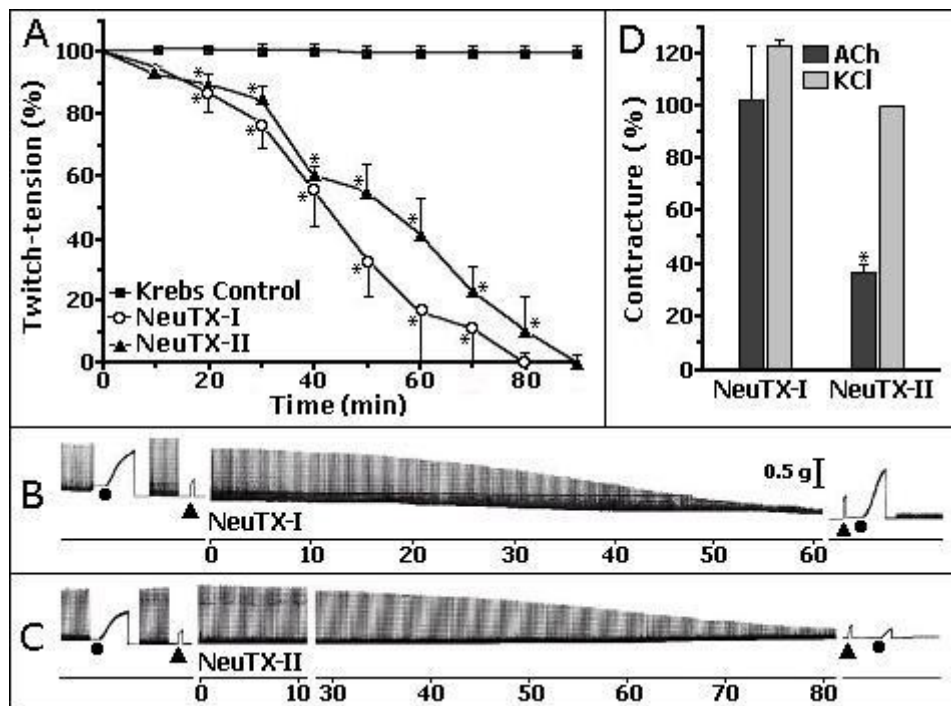 A
Twitch-tension (%)
100
80
60
40
20
0
Krebs Control
NeuTX-I
NeuTX-II
0 20 40 60 80
Time (min)
D
Contracture (%)
120
100
120
80
60
40
20
0
ACh
KCl
*
NeuTX-I NeuTX-II
B
0.5 g
NeuTX-I
0 10 20 30 40 50 60
C
NeuTX-II
0 10 30 40 50 60 70 80